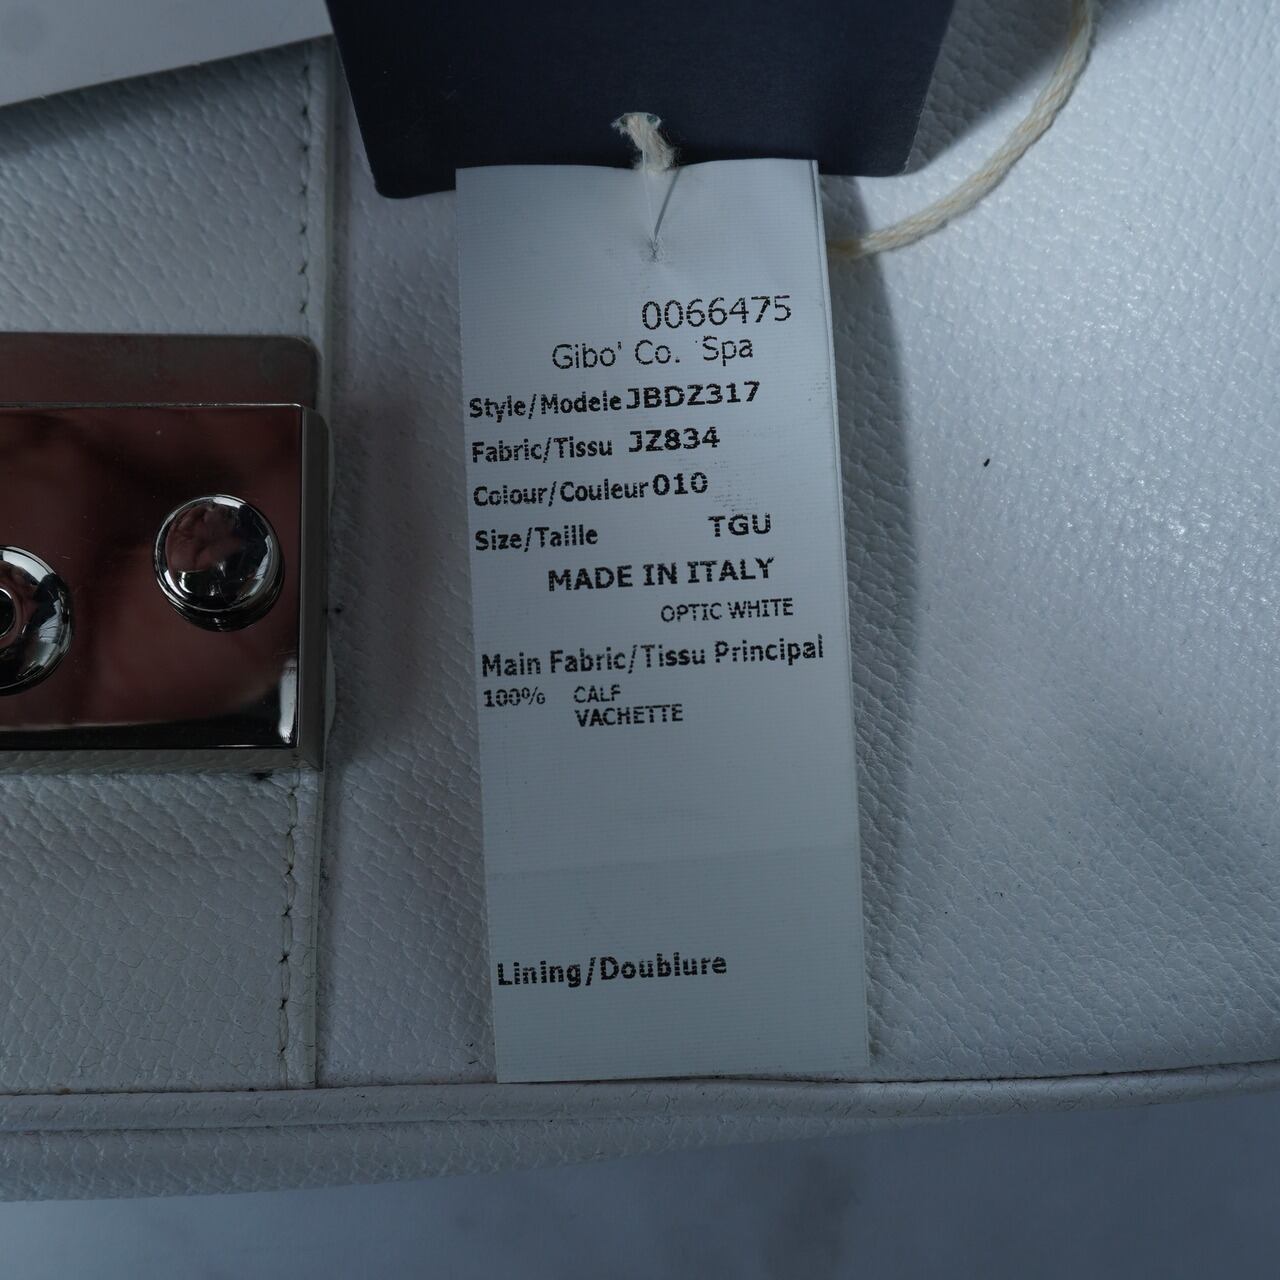 0066475
Gibo' Co. Spa
Style/Modele JBDZ317
Fabric/Tissu JZ834
Colour/Couleur 010
Size/Taille TGU
MADE IN ITALY
OPTIC WHITE
Main Fabric/Tissu Principal
100% CALF
VACHETTE
Lining/Doublure